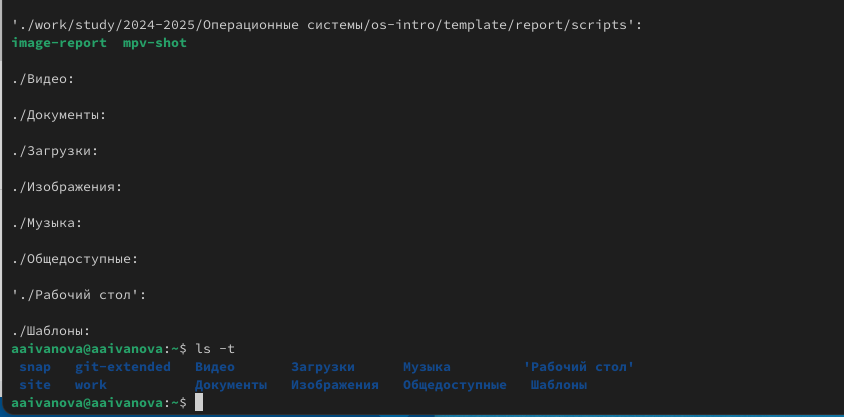 './work/study/2024-2025/Операционные системы/os-intro/template/report/scripts':
image-report  mpv-shot
./Видео:
./Документы:
./Загрузки:
./Изображения:
./Музыка:
./Общедоступные:
'./Рабочий стол':
./Шаблоны:
aaivanova@aaivanova:~$ ls -t
snap   git-extended   Видео       Загрузки      Музыка         'Рабочий стол'
site   work           Документы   Изображения   Общедоступные   Шаблоны
aaivanova@aaivanova:~$